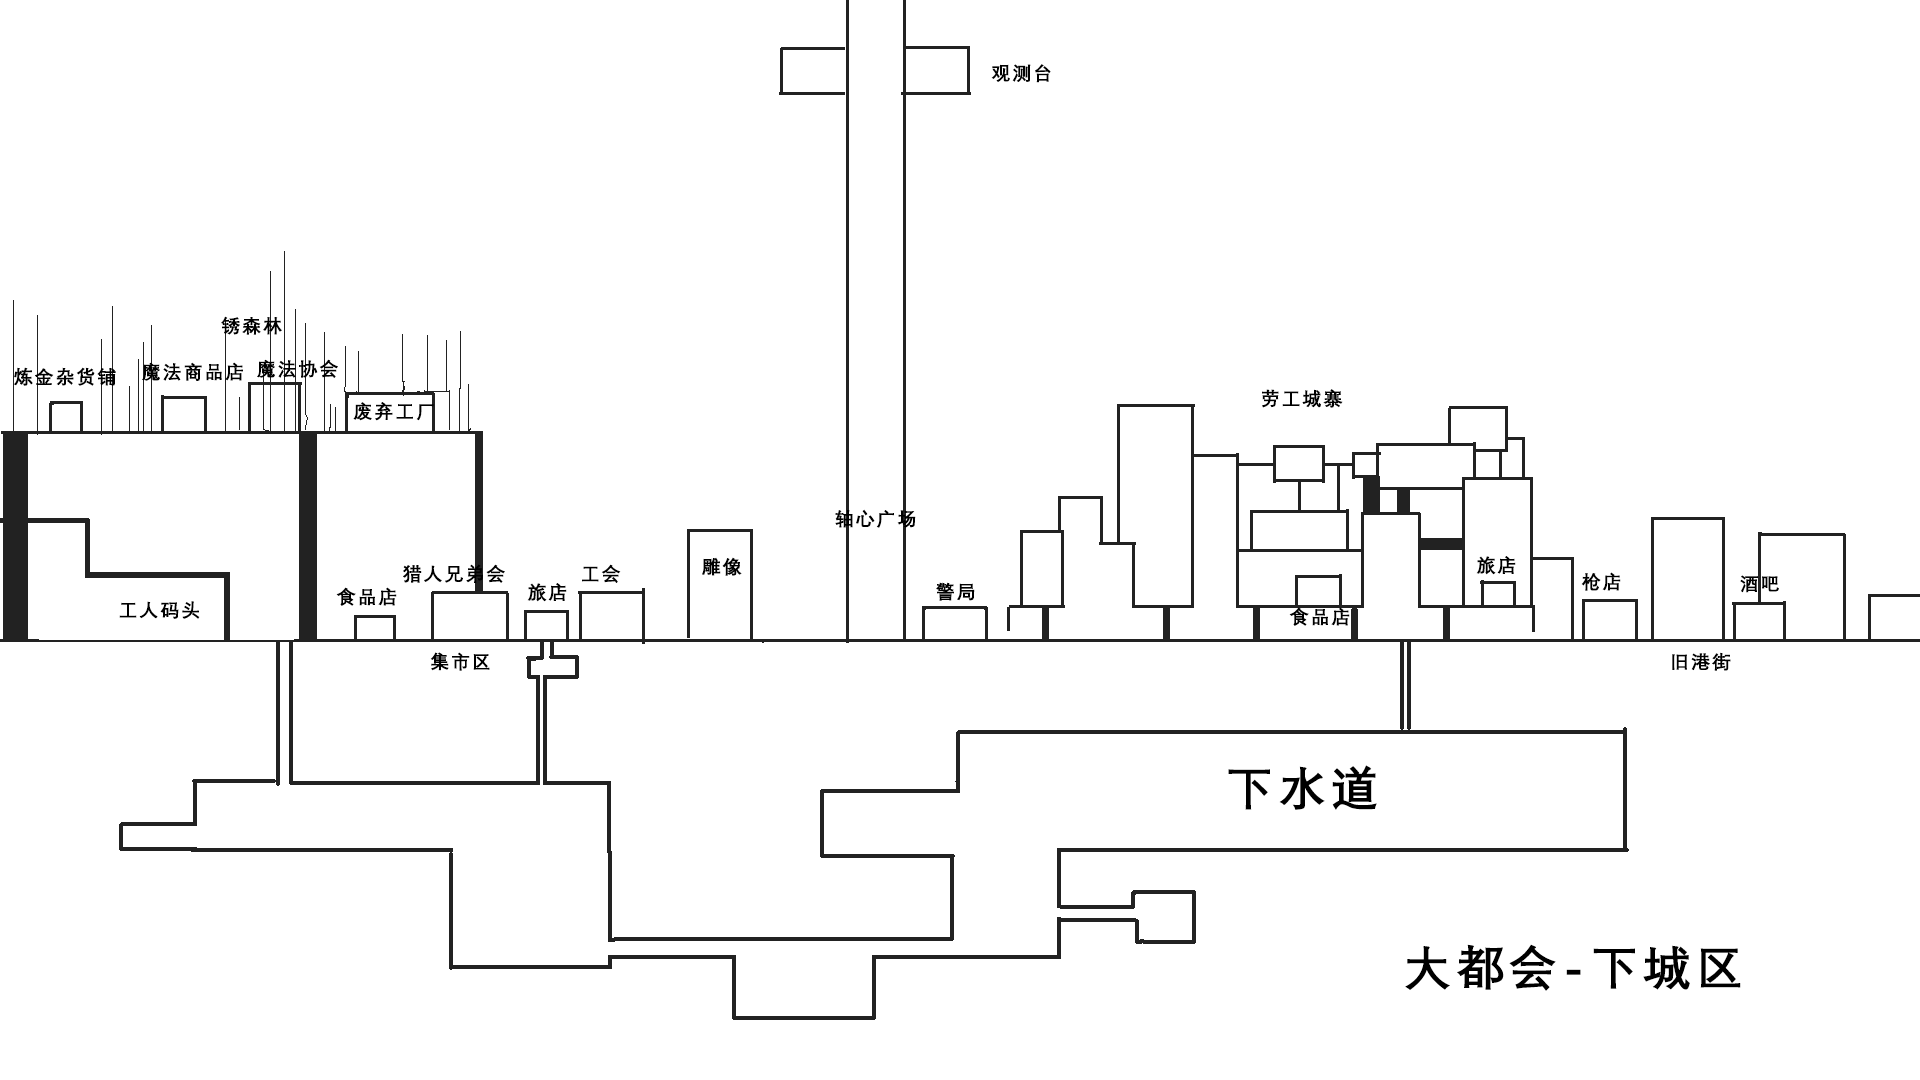 观测台
锈森林
炼金杂货铺
魔法商品店
魔法协会
废弃工厂
劳工城寨
轴心广场
雕像
猎人兄弟会
工会
旅店
食品店
工人码头
警局
旅店
枪店
酒吧
食品店
集市区
旧港街
下水道
大都会-下城区